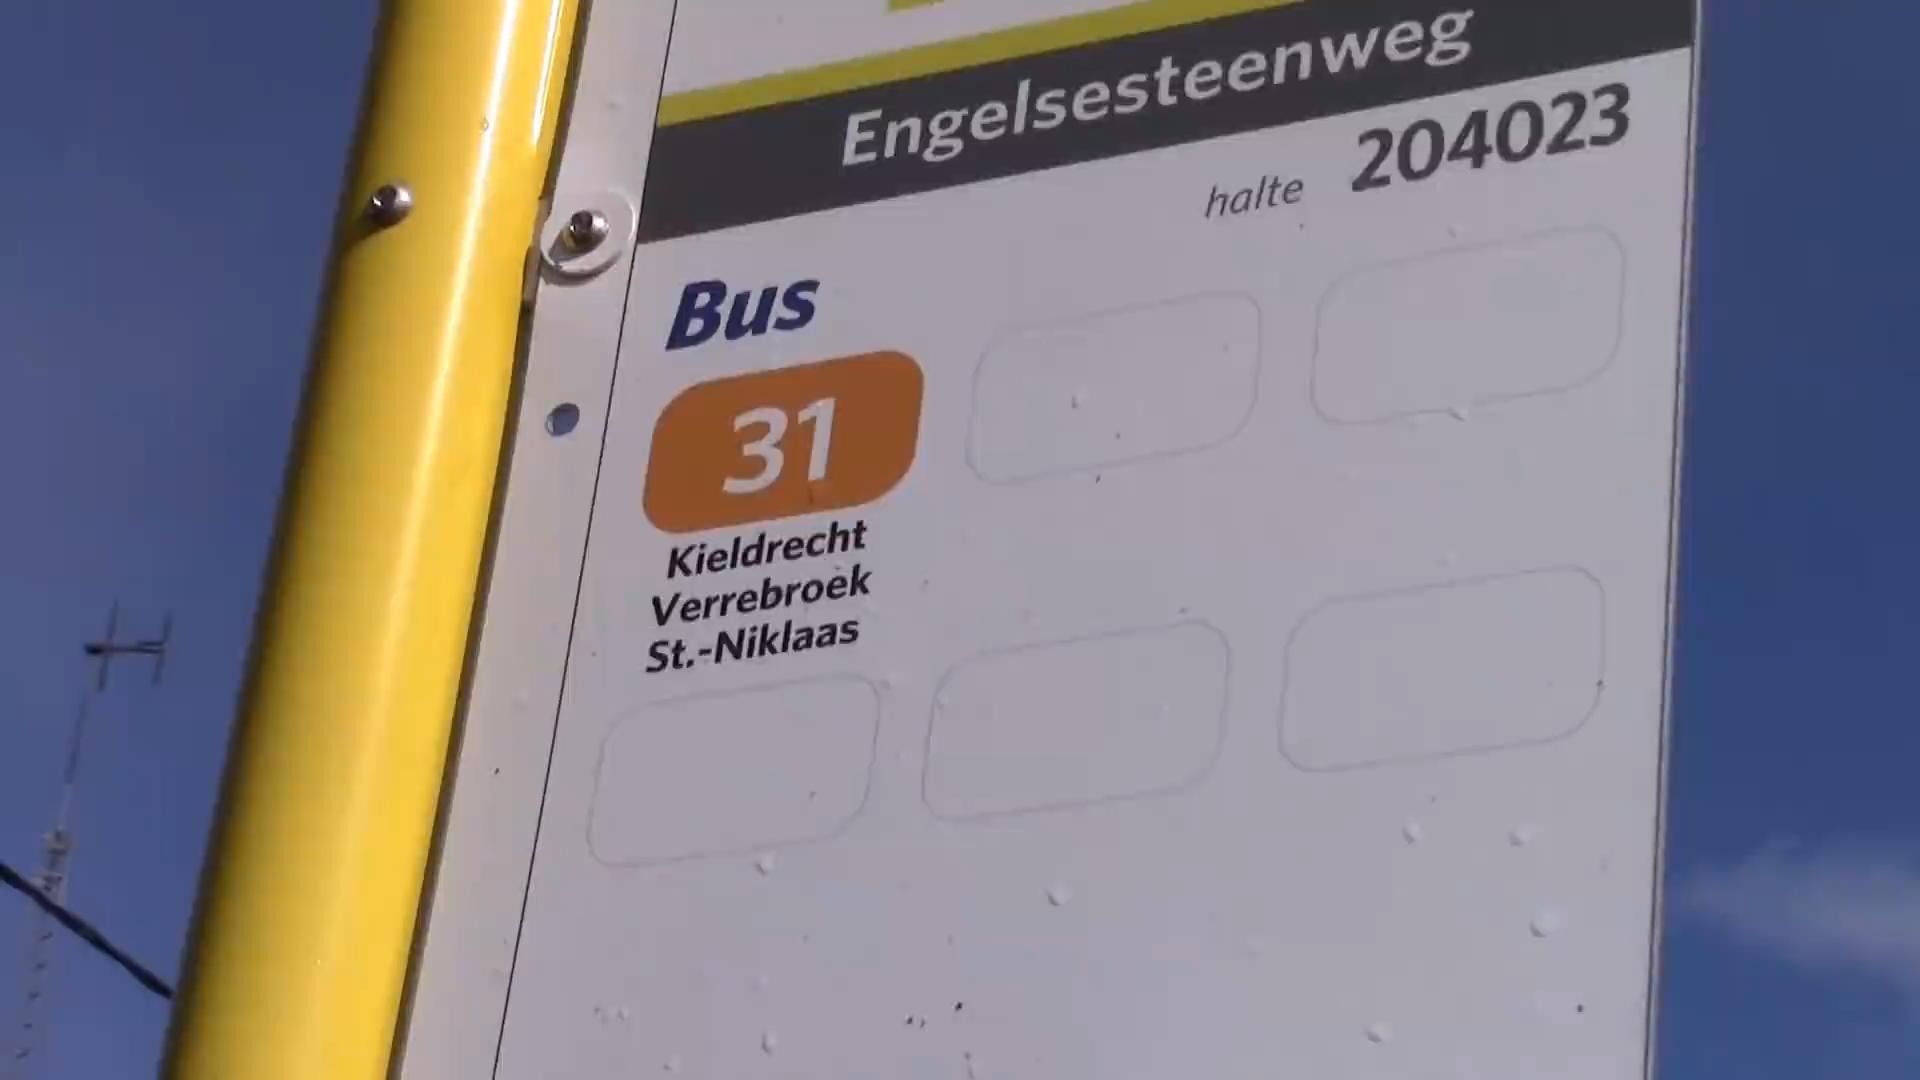 Engelsesteenweg
halte 204023
Bus
31
Kieldrecht
Verrebroek
St.-Niklaas